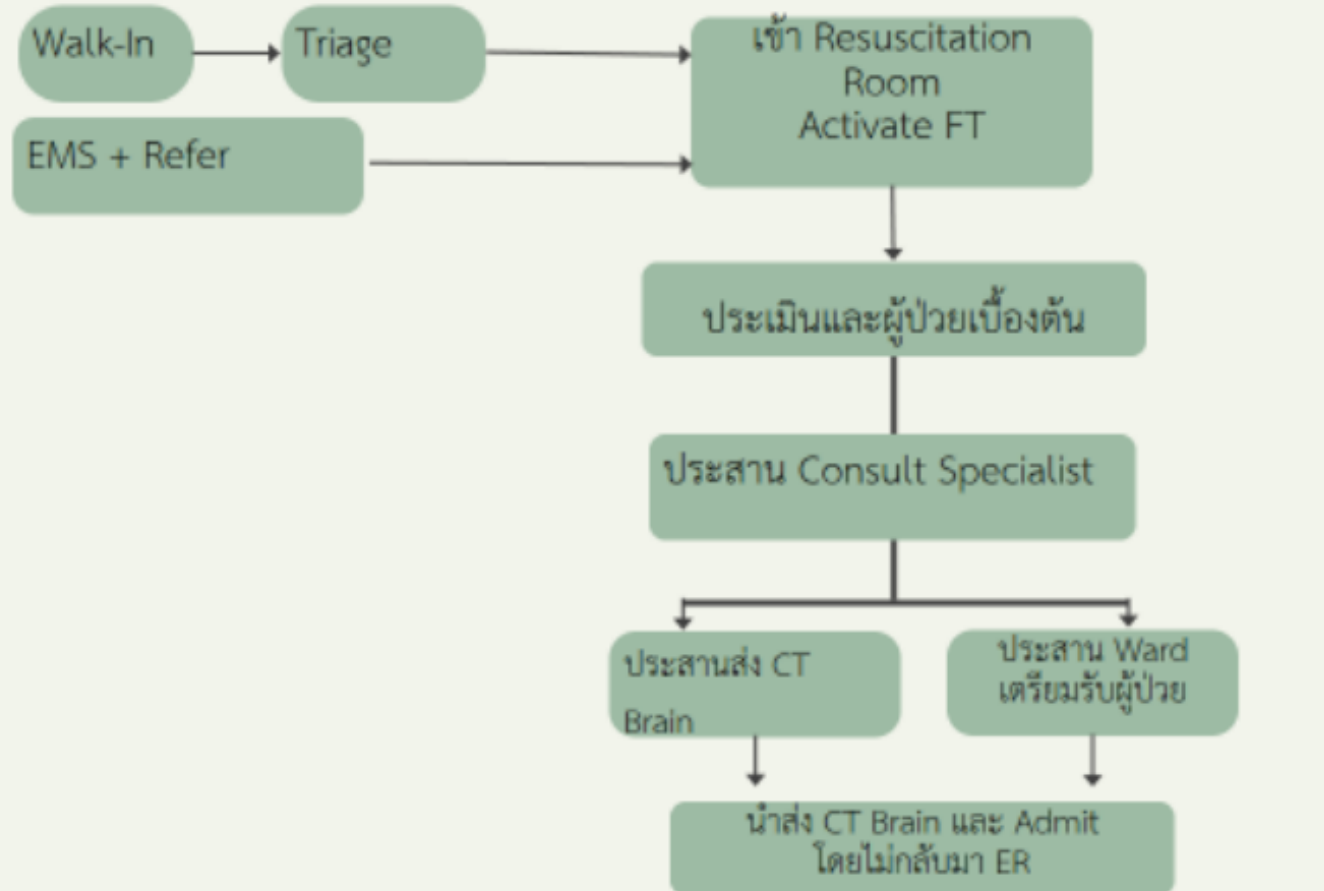 Walk-In
Triage
เข้า Resuscitation
Room
Activate FT
EMS + Refer
ประเมินและผู้ป่วยเบื้องต้น
ประสาน Consult Specialist
ประสานส่ง CT
Brain
ประสาน Ward
เตรียมรับผู้ป่วย
นำส่ง CT Brain และ Admit
โดยไม่กลับมา ER